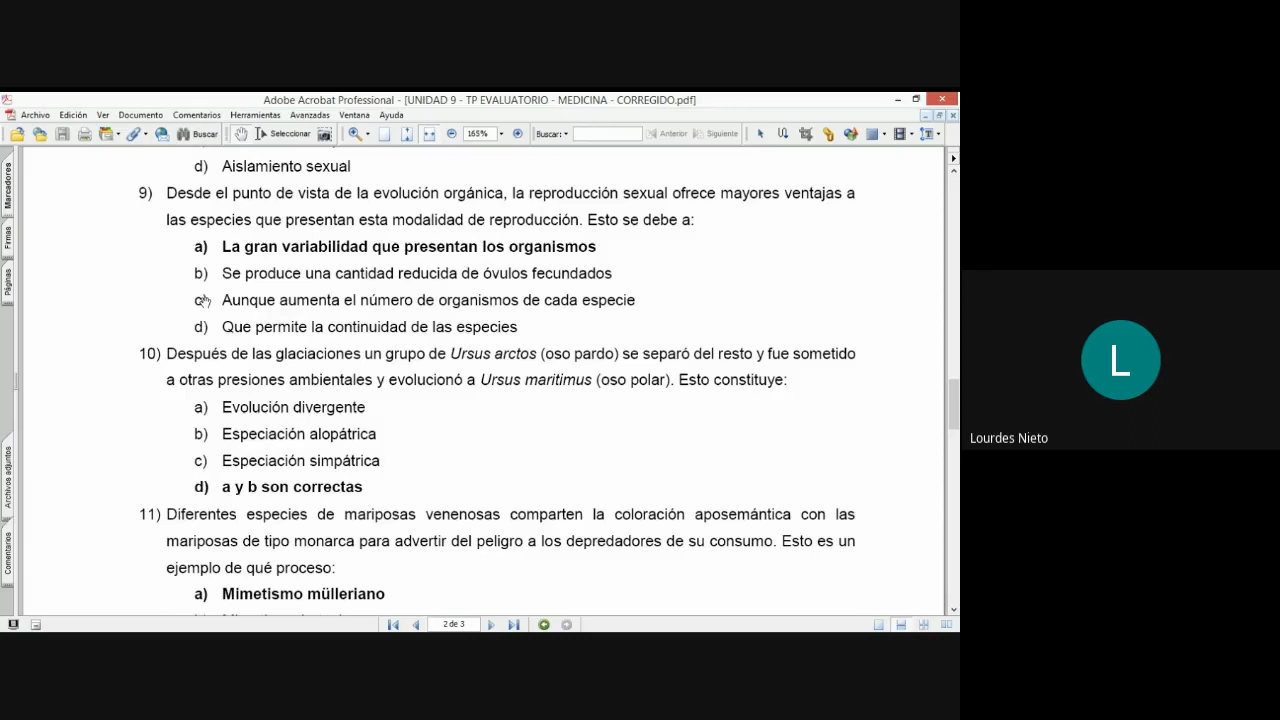 Adobe Acrobat Professional - [UNIDAD 9 - TP EVALUATORIO - MEDICINA - CORREGIDO.pdf]
Archivo Edición Ver Documento Comentarios Herramientas Avanzadas Ventana Ayuda
Buscar Seleccionar 165% Buscar: Anterior Siguiente
Marcadores
Firmas
Páginas
Archivos adjuntos
Comentarios
d) Aislamiento sexual
9) Desde el punto de vista de la evolución orgánica, la reproducción sexual ofrece mayores ventajas a
las especies que presentan esta modalidad de reproducción. Esto se debe a:
a) La gran variabilidad que presentan los organismos
b) Se produce una cantidad reducida de óvulos fecundados
c) Aunque aumenta el número de organismos de cada especie
d) Que permite la continuidad de las especies
10) Después de las glaciaciones un grupo de Ursus arctos (oso pardo) se separó del resto y fue sometido
a otras presiones ambientales y evolucionó a Ursus maritimus (oso polar). Esto constituye:
a) Evolución divergente
b) Especiación alopátrica
c) Especiación simpátrica
d) a y b son correctas
11) Diferentes especies de mariposas venenosas comparten la coloración aposemántica con las
mariposas de tipo monarca para advertir del peligro a los depredadores de su consumo. Esto es un
ejemplo de qué proceso:
a) Mimetismo mülleriano
2 de 3
L
Lourdes Nieto